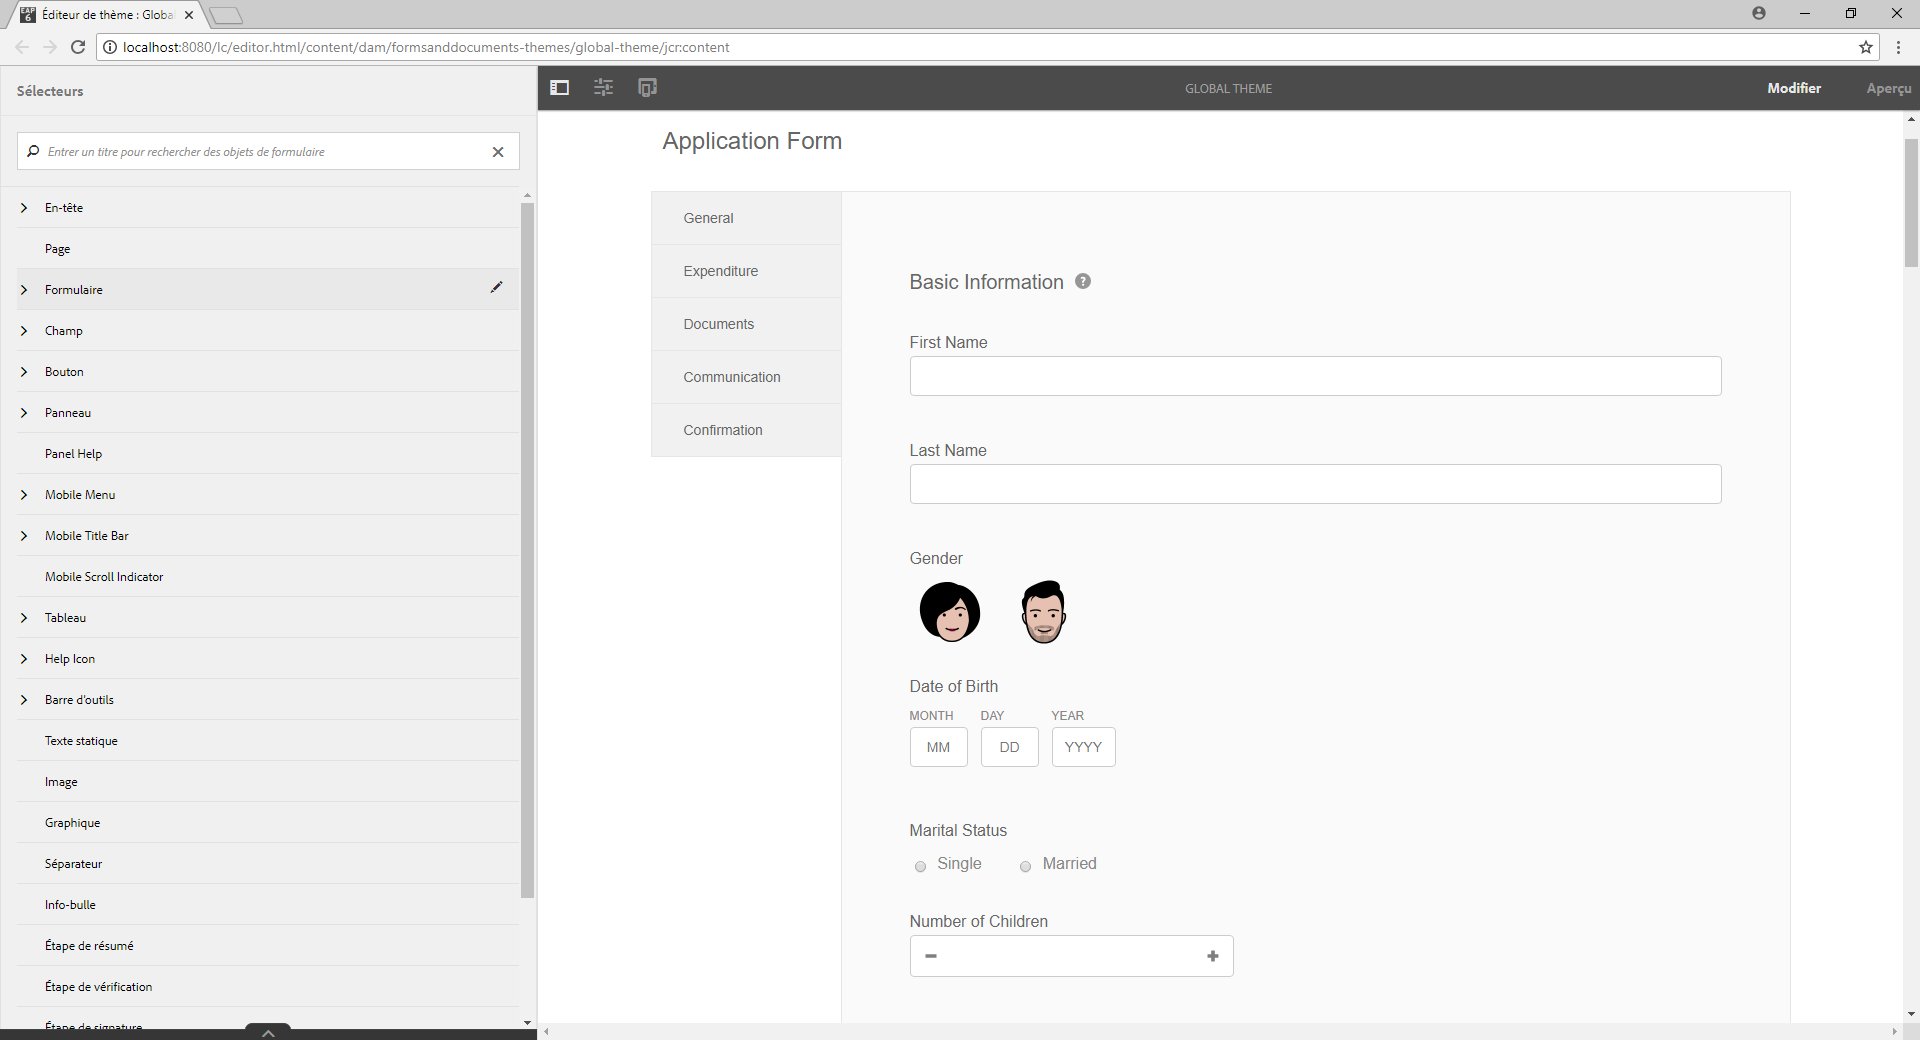 Éditeur de thème : Globa
localhost:8080/lc/editor.html/content/dam/formsanddocuments-themes/global-theme/jcr:content
Sélecteurs
Entrer un titre pour rechercher des objets de formulaire
En-tête
Page
Formulaire
Champ
Bouton
Panneau
Panel Help
Mobile Menu
Mobile Title Bar
Mobile Scroll Indicator
Tableau
Help Icon
Barre d'outils
Texte statique
Image
Graphique
Séparateur
Info-bulle
Étape de résumé
Étape de vérification
Étape de signature
GLOBAL THEME
Modifier
Aperçu
Application Form
General
Expenditure
Documents
Communication
Confirmation
Basic Information ?
First Name
Last Name
Gender
Date of Birth
MONTH DAY YEAR
MM DD YYYY
Marital Status
Single Married
Number of Children